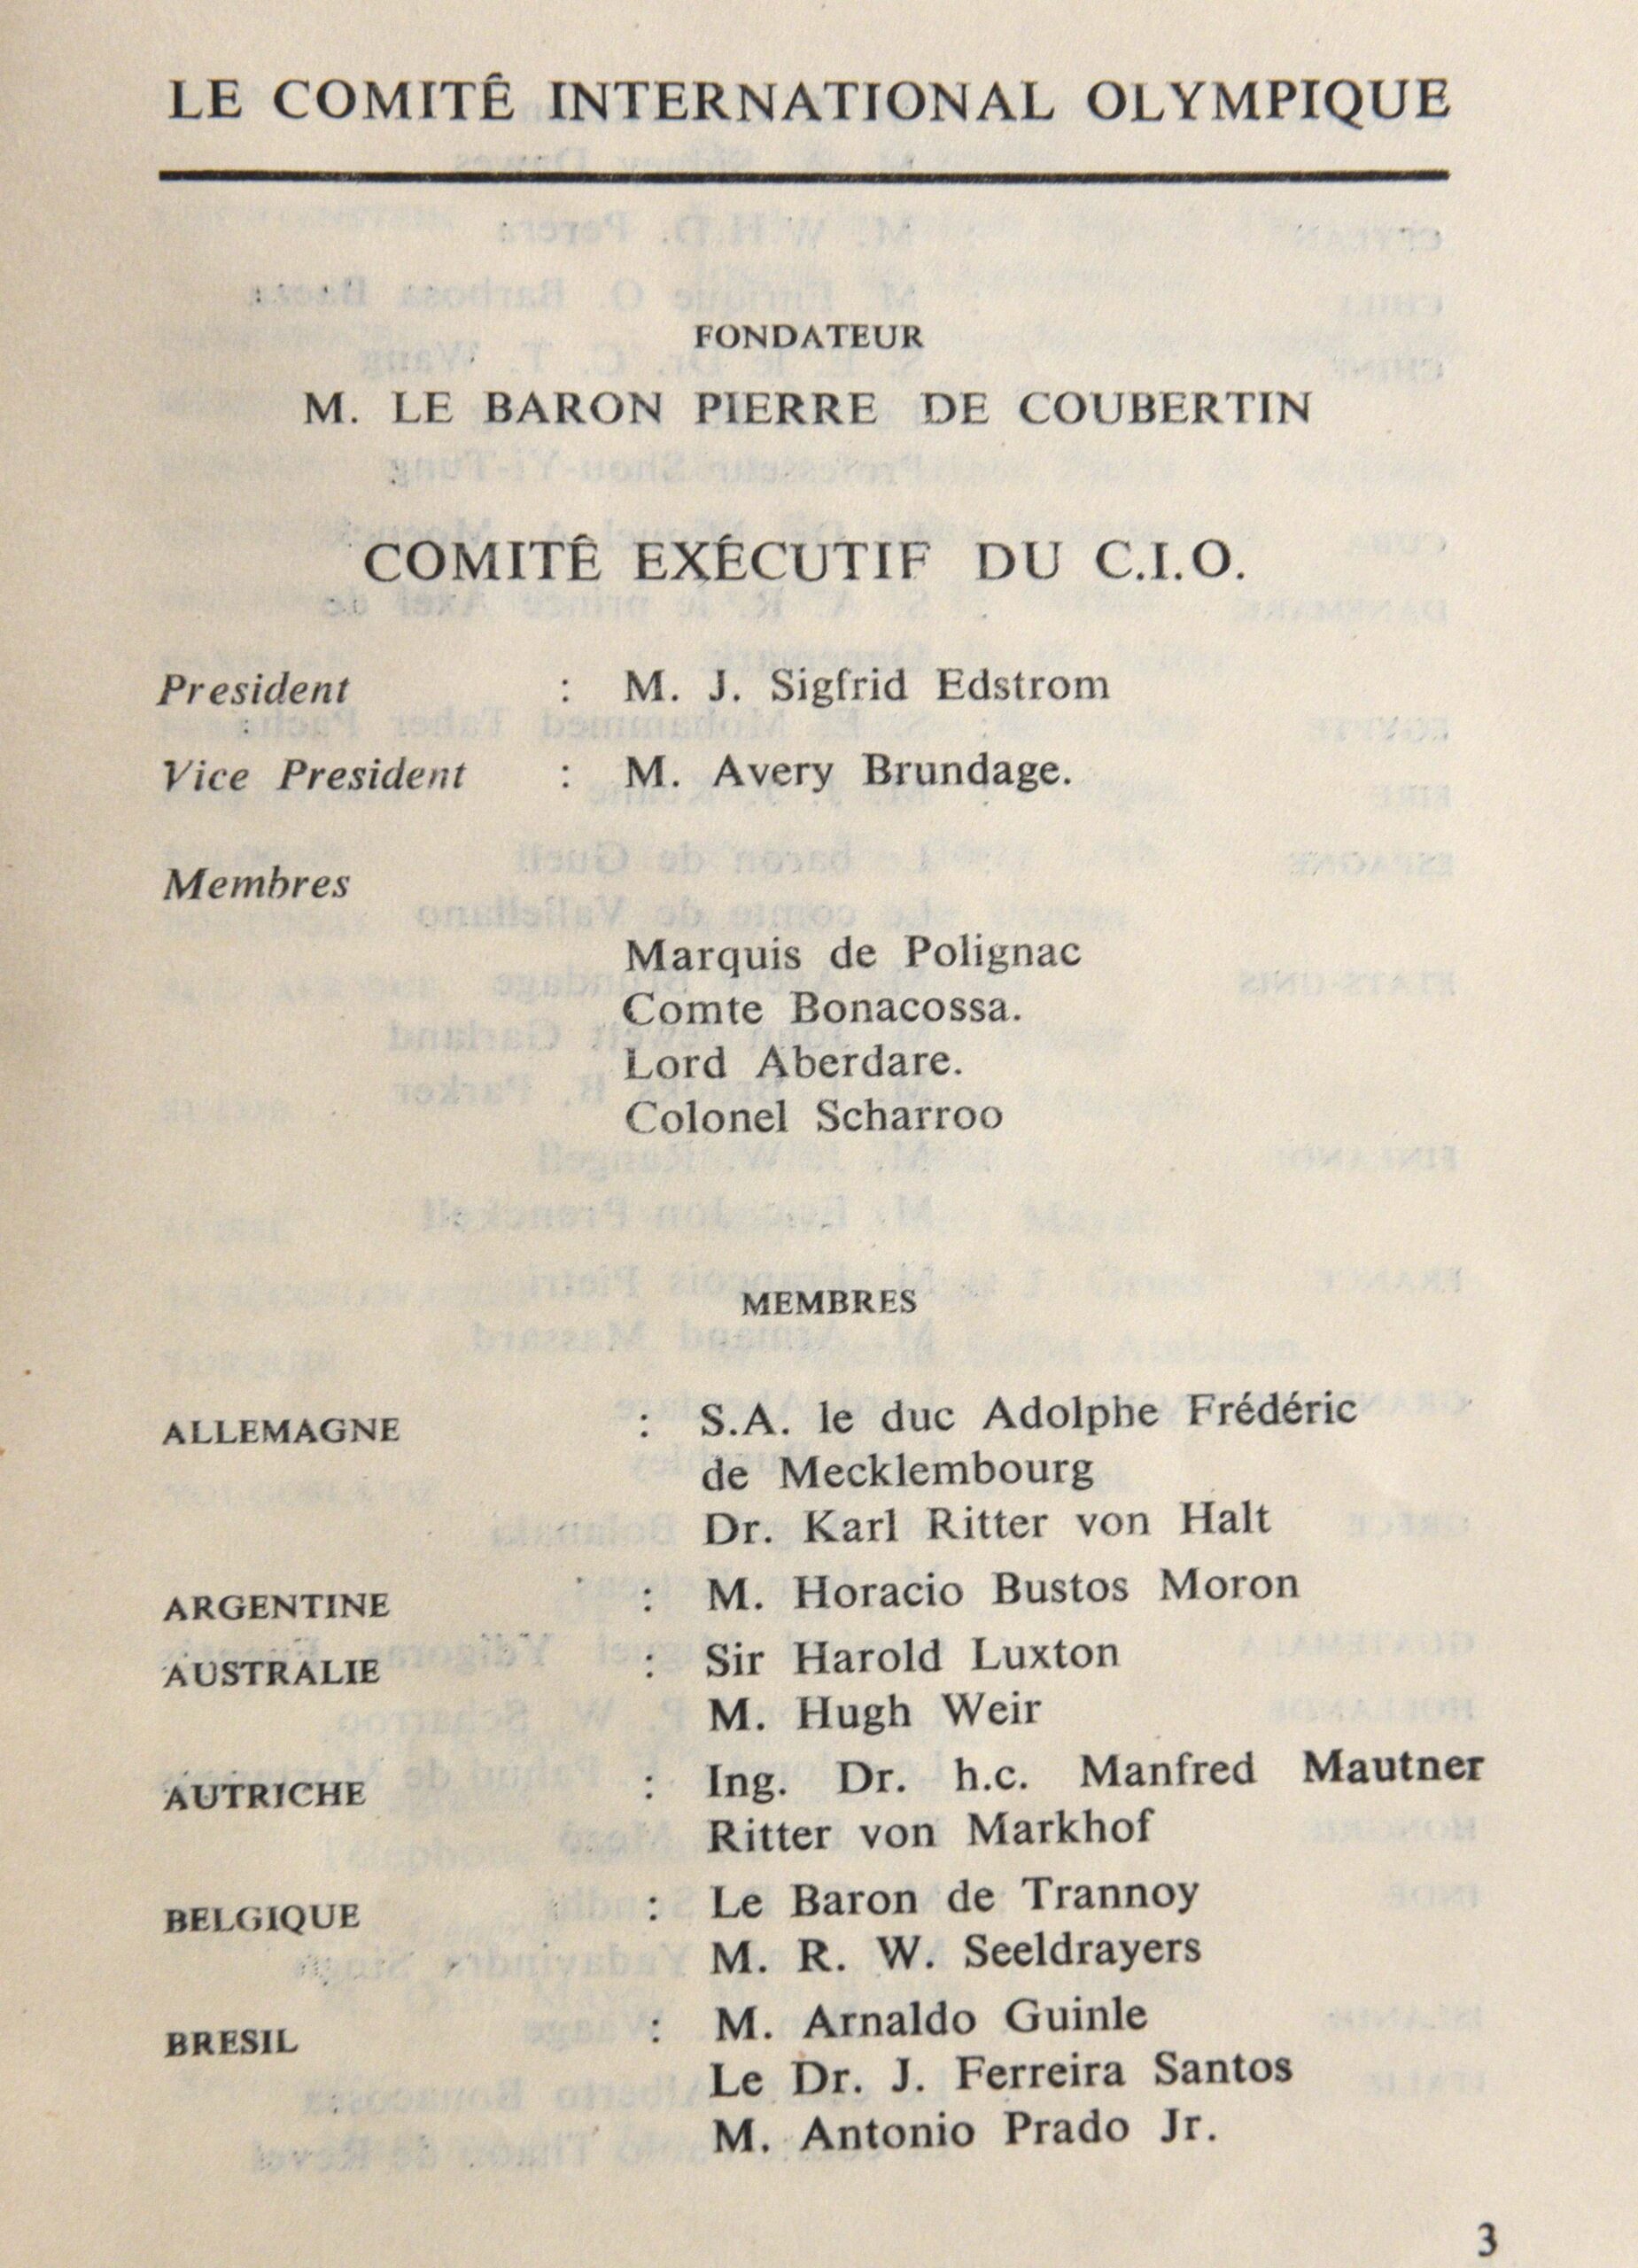 LE COMITÊ INTERNATIONAL OLYMPIQUE
FONDATEUR
M. LE BARON PIERRE DE COUBERTIN
COMITÊ EXÉCUTIF DU C.I.O.
President : M. J. Sigfrid Edstrom
Vice President : M. Avery Brundage.
Membres
Marquis de Polignac
Comte Bonacossa.
Lord Aberdare.
Colonel Scharroo
MEMBRES
ALLEMAGNE : S.A. le duc Adolphe Frédéric
de Mecklembourg
Dr. Karl Ritter von Halt
ARGENTINE : M. Horacio Bustos Moron
AUSTRALIE : Sir Harold Luxton
M. Hugh Weir
AUTRICHE : Ing. Dr. h.c. Manfred Mautner
Ritter von Markhof
BELGIQUE : Le Baron de Trannoy
M. R. W. Seeldrayers
BRESIL : M. Arnaldo Guinle
Le Dr. J. Ferreira Santos
M. Antonio Prado Jr.
3